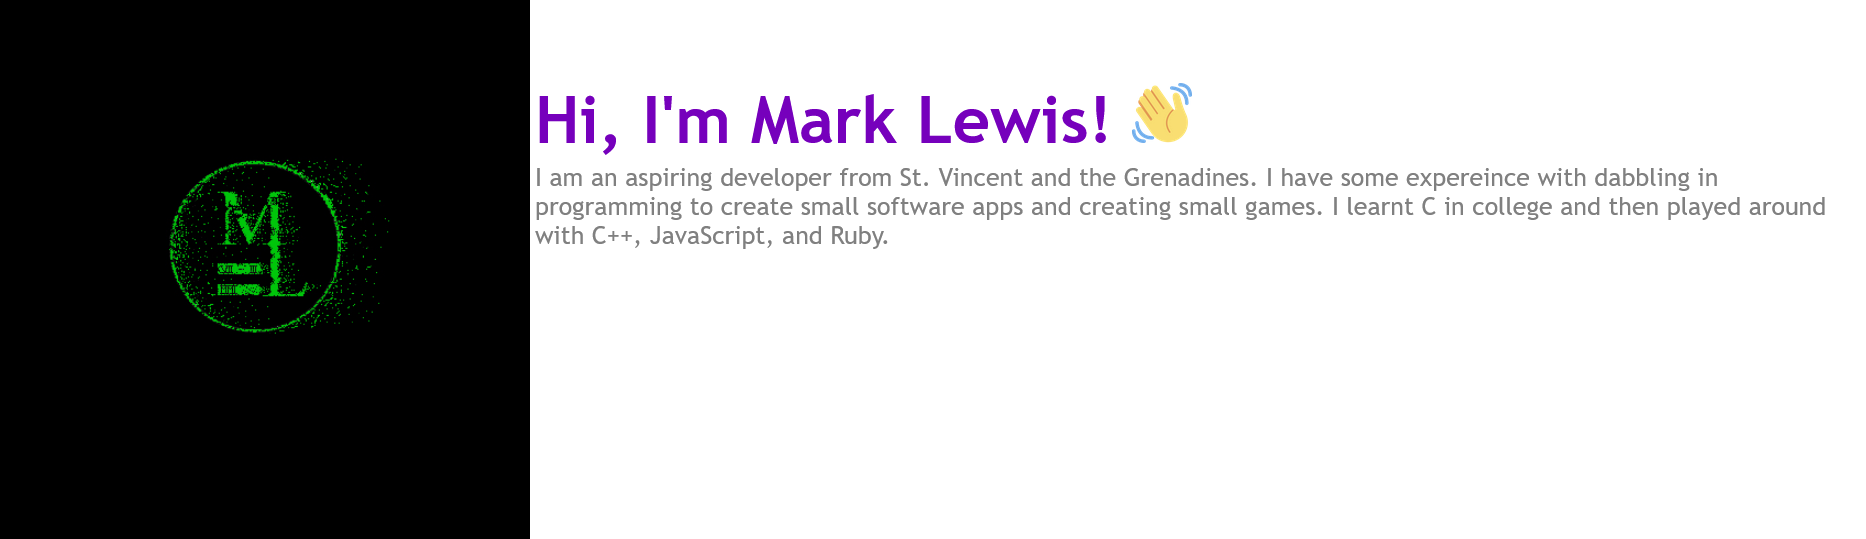 ML
Hi, I'm Mark Lewis! 👋
I am an aspiring developer from St. Vincent and the Grenadines. I have some expereince with dabbling in
programming to create small software apps and creating small games. I learnt C in college and then played around
with C++, JavaScript, and Ruby.